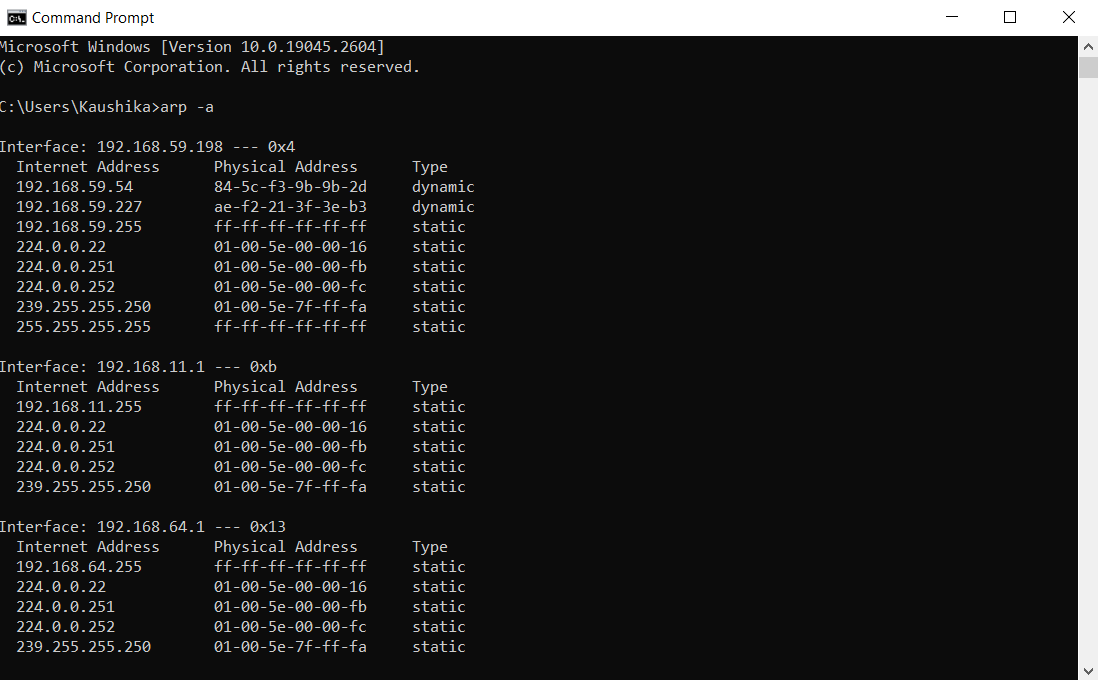 Command Prompt
Microsoft Windows [Version 10.0.19045.2604]
(c) Microsoft Corporation. All rights reserved.
C:\Users\Kaushika>arp -a
Interface: 192.168.59.198 --- 0x4
Internet Address Physical Address Type
192.168.59.54 84-5c-f3-9b-9b-2d dynamic
192.168.59.227 ae-f2-21-3f-3e-b3 dynamic
192.168.59.255 ff-ff-ff-ff-ff-ff static
224.0.0.22 01-00-5e-00-00-16 static
224.0.0.251 01-00-5e-00-00-fb static
224.0.0.252 01-00-5e-00-00-fc static
239.255.255.250 01-00-5e-7f-ff-fa static
255.255.255.255 ff-ff-ff-ff-ff-ff static
Interface: 192.168.11.1 --- 0xb
Internet Address Physical Address Type
192.168.11.255 ff-ff-ff-ff-ff-ff static
224.0.0.22 01-00-5e-00-00-16 static
224.0.0.251 01-00-5e-00-00-fb static
224.0.0.252 01-00-5e-00-00-fc static
239.255.255.250 01-00-5e-7f-ff-fa static
Interface: 192.168.64.1 --- 0x13
Internet Address Physical Address Type
192.168.64.255 ff-ff-ff-ff-ff-ff static
224.0.0.22 01-00-5e-00-00-16 static
224.0.0.251 01-00-5e-00-00-fb static
224.0.0.252 01-00-5e-00-00-fc static
239.255.255.250 01-00-5e-7f-ff-fa static